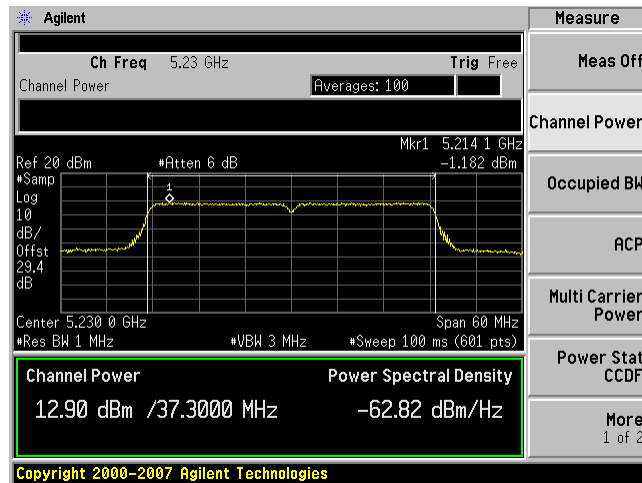 Agilent
Measure
Ch Freq 5.23 GHz Trig Free
Channel Power Averages: 100
Mkr1 5.214 1 GHz
Ref 20 dBm #Atten 6 dB -1.182 dBm
#Samp
Log
10
dB/
Offst
29.4
dB
1
Center 5.230 0 GHz Span 60 MHz
#Res BW 1 MHz #VBW 3 MHz #Sweep 100 ms (601 pts)
Channel Power Power Spectral Density
12.90 dBm /37.3000 MHz -62.82 dBm/Hz
Copyright 2000-2007 Agilent Technologies
Meas Off
Channel Power
Occupied BW
ACP
Multi Carrier
Power
Power Stat
CCDF
More
1 of 2